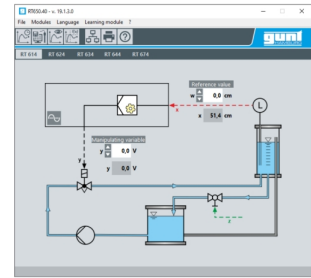 RT650.40 - v. 19.1.3.0
File Modules Language Learning module ?
gunt
RT 614 RT 624 RT 634 RT 644 RT 674
Reference value
w 0,0 cm
x
x 51,4 cm
L
Manipulating variable
y 0,0 V
y
y 0,0 V
z